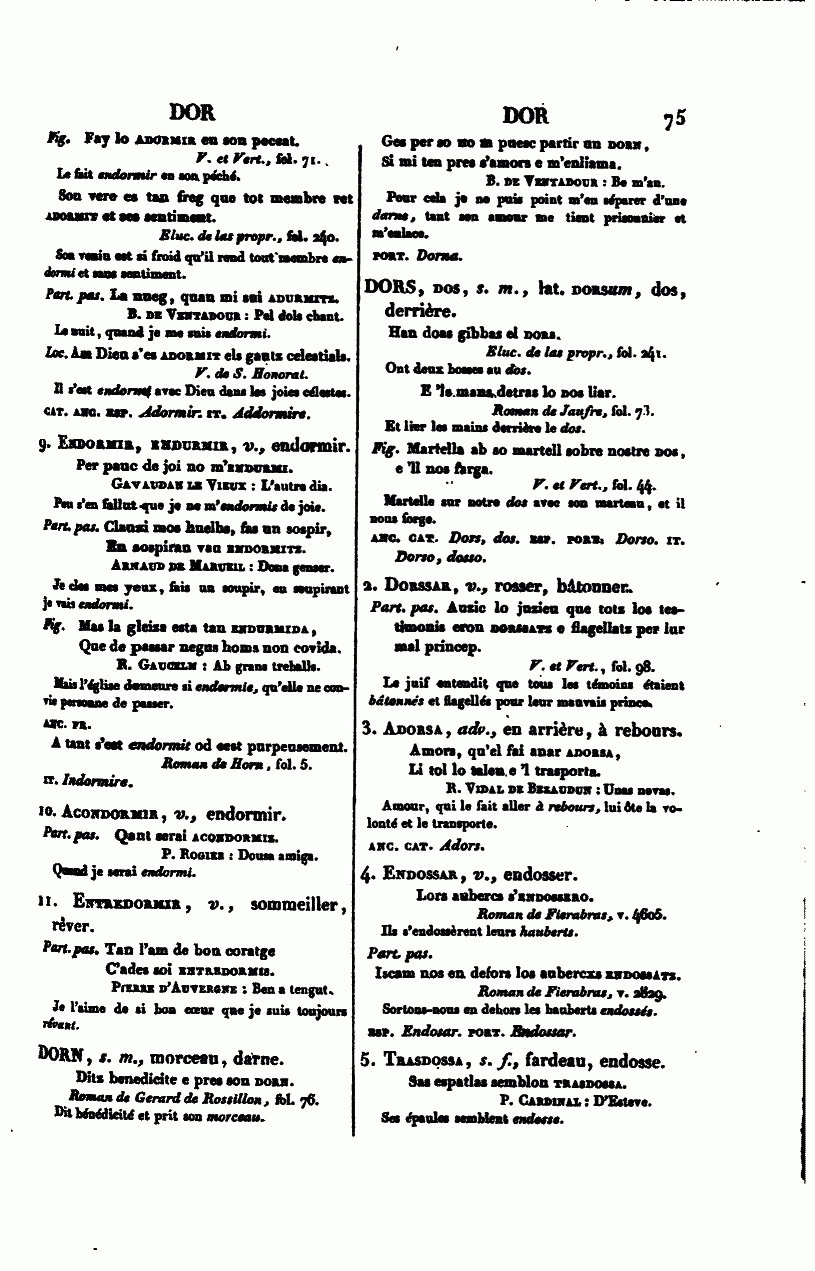 DOR
Fig. Fay lo ADORMIR en son peccat.
V. et Vert., fol. 71.
Le fait endormir en son péché.
Son vere es tan freg que tot membre ret
ADORMIT et ses sentiment.
Eluc. de las propr., fol. 240.
Son venin est si froid qu'il rend tout membre en-
dormi et sans sentiment.
Part. pas. La nueg, quan mi sui ADURMITZ.
B. DE VENTADOUR : Pel dols chant.
La nuit, quand je me suis endormi.
Loc. Am Dieu s'es ADORMIT els gautz celestials.
V. de S. Honorat.
Il s'est endormi avec Dieu dans les joies célestes.
CAT. ANC. ESP. Adormir. IT. Addormire.
9. ENDORMIR, ENDURMIR, v., endormir.
Per pauc de joi no m'ENDURMI.
GAVAUDAN LE VIEUX : L'autre dia.
Peu s'en fallut que je ne m'endormis de joie.
Part. pas. Clauzi mos huelhs, fas un sospir,
En sospiran vau ENDORMITZ.
ARNAUD DE MARUEIL : Dona genser.
Je clos mes yeux, fais un soupir, en soupirant
je vais endormi.
Fig. Mas la gleiza esta tan ENDURMIDA,
Que de passar negus homs non covida.
R. GAUCELM : Ab grans trebalhs.
Mais l'église demeure si endormie, qu'elle ne con-
vie personne de passer.
ANC. FR.
A tant s'est endormit od cest purpensement.
Roman de Horn, fol. 5.
IT. Indormire.
10. ACONDORMIR, v., endormir.
Part. pas. Qant serai ACONDORMIZ.
P. ROGIER : Dousa amiga.
Quand je serai endormi.
11. ENTREDORMIR, v., sommeiller,
rêver.
Part. pas. Tan l'am de bon coratge
C'ades soi ENTREDORMIS.
PIERRE D'AUVERGNE : Ben a tengut.
Je l'aime de si bon cœur que je suis toujours
rêvant.
DORN, s. m., morceau, darne.
Ditz benedicite e pres son DORN.
Roman de Gerard de Rossillon, fol. 76.
Dit bénédicité et prit son morceau.
DOR 75
Ges per so no m puesc partir un DORN,
Si mi ten pres s'amors e m'enliama.
B. DE VENTADOUR : Be m'an.
Pour cela je ne puis point m'en séparer d'une
darne, tant son amour me tient prisonnier et
m'enlace.
PORT. Dorna.
DORS, DOS, s. m., lat. DORSUM, dos,
derrière.
Han doas gibbas el DORS.
Eluc. de las propr., fol. 241.
Ont deux bosses au dos.
E 'ls mans detras lo DOS liar.
Roman de Jaufre, fol. 73.
Et lier les mains derrière le dos.
Fig. Martella ab so martell sobre nostre DOS,
e 'll nos farga.
V. et Vert., fol. 44.
Martelle sur notre dos avec son marteau, et il
nous forge.
ANC. CAT. Dors, dos. ESP. PORT. Dorso. IT.
Dorso, dosso.
2. DORSSAR, v., rosser, bâtonner.
Part. pas. Auzic lo juzieu que totz los tes-
timonis eron DORSSATS e flagellatz per lur
mal princep.
V. et Vert., fol. 98.
Le juif entendit que tous les témoins étaient
bâtonnés et flagellés pour leur mauvais prince.
3. ADORSA, adv., en arrière, à rebours.
Amors, qu'el fai anar ADORSA,
Li tol lo talen e 'l trasporta.
R. VIDAL DE BEZAUDUN : Unas novas.
Amour, qui le fait aller à rebours, lui ôte la vo-
lonté et le transporte.
ANC. CAT. Adors.
4. ENDOSSAR, v., endosser.
Lors aubercs s'ENDOSSERO.
Roman de Fierabras, v. 4605.
Ils s'endossèrent leurs hauberts.
Part. pas.
Iscam nos en defors los aubercxs ENDOSSATS.
Roman de Fierabras, v. 2829.
Sortons-nous en dehors les hauberts endossés.
ESP. Endosar. PORT. Endossar.
5. TRASDOSSA, s. f., fardeau, endosse.
Sas espatlas semblon TRASDOSSA.
P. CARDINAL : D'Esteve.
Ses épaules semblent endosse.